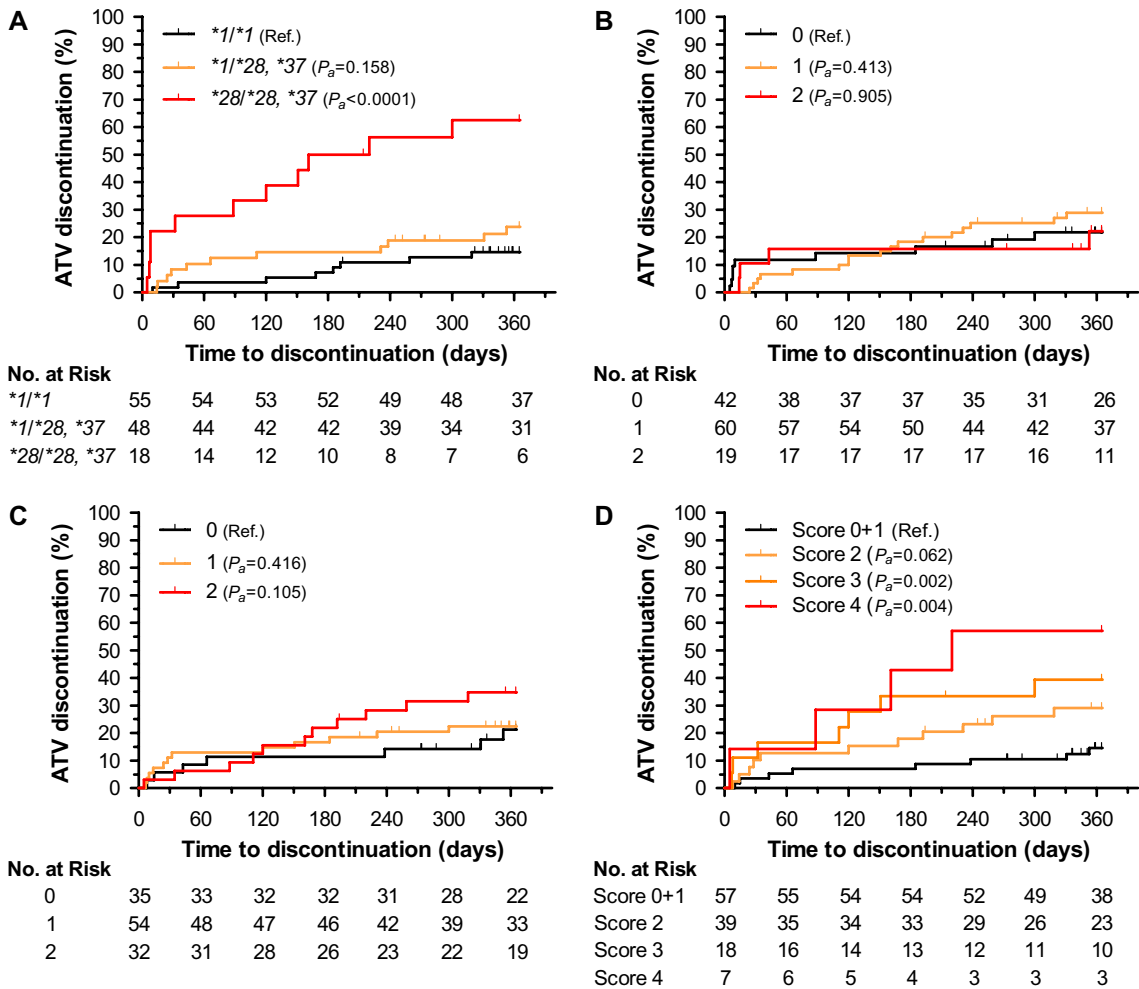 A
ATV discontinuation (%)
100
90
80
70
60
50
40
30
20
10
0
*1/*1 (Ref.)
*1/*28, *37 (Pa=0.158)
*28/*28, *37 (Pa<0.0001)
0 60 120 180 240 300 360
Time to discontinuation (days)
No. at Risk
*1/*1 55 54 53 52 49 48 37
*1/*28, *37 48 44 42 42 39 34 31
*28/*28, *37 18 14 12 10 8 7 6
B
ATV discontinuation (%)
100
90
80
70
60
50
40
30
20
10
0
0 (Ref.)
1 (Pa=0.413)
2 (Pa=0.905)
0 60 120 180 240 300 360
Time to discontinuation (days)
No. at Risk
0 42 38 37 37 35 31 26
1 60 57 54 50 44 42 37
2 19 17 17 17 17 16 11
C
ATV discontinuation (%)
100
90
80
70
60
50
40
30
20
10
0
0 (Ref.)
1 (Pa=0.416)
2 (Pa=0.105)
0 60 120 180 240 300 360
Time to discontinuation (days)
No. at Risk
0 35 33 32 32 31 28 22
1 54 48 47 46 42 39 33
2 32 31 28 26 23 22 19
D
ATV discontinuation (%)
100
90
80
70
60
50
40
30
20
10
0
Score 0+1 (Ref.)
Score 2 (Pa=0.062)
Score 3 (Pa=0.002)
Score 4 (Pa=0.004)
0 60 120 180 240 300 360
Time to discontinuation (days)
No. at Risk
Score 0+1 57 55 54 54 52 49 38
Score 2 39 35 34 33 29 26 23
Score 3 18 16 14 13 12 11 10
Score 4 7 6 5 4 3 3 3